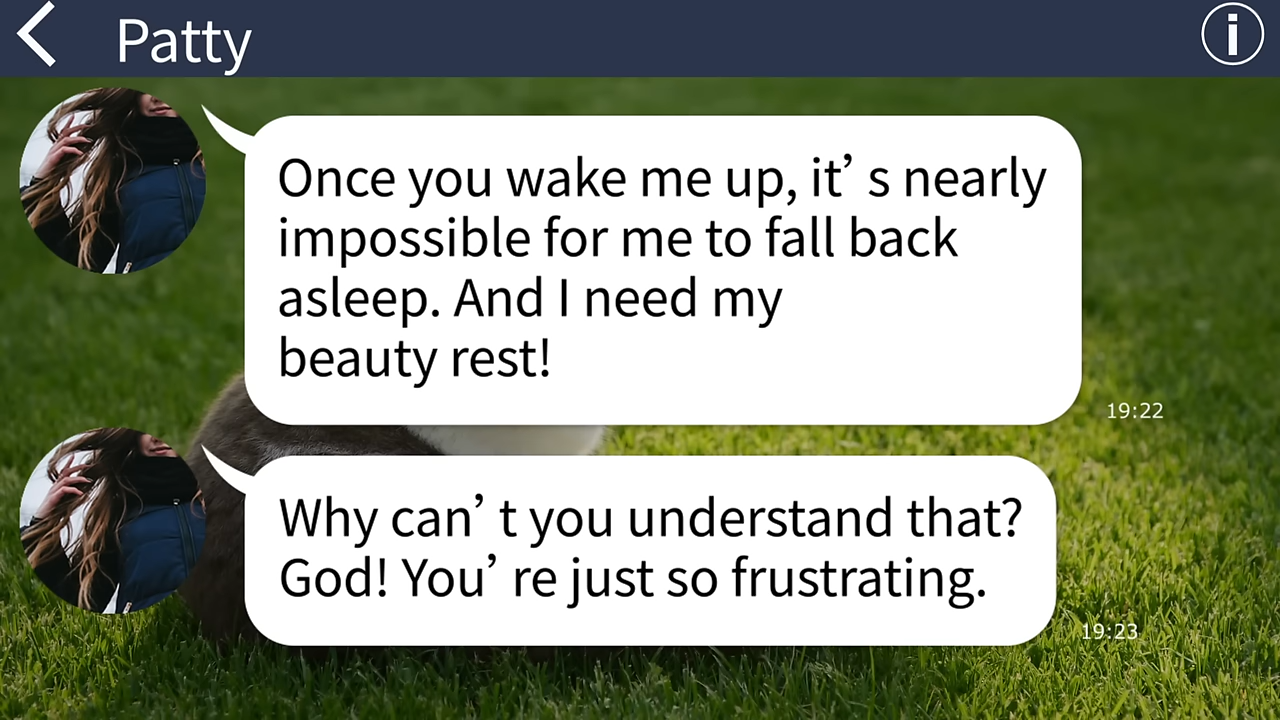 Patty
Once you wake me up, it’ s nearly
impossible for me to fall back
asleep. And I need my
beauty rest!
19:22
Why can’ t you understand that?
God! You’ re just so frustrating.
19:23